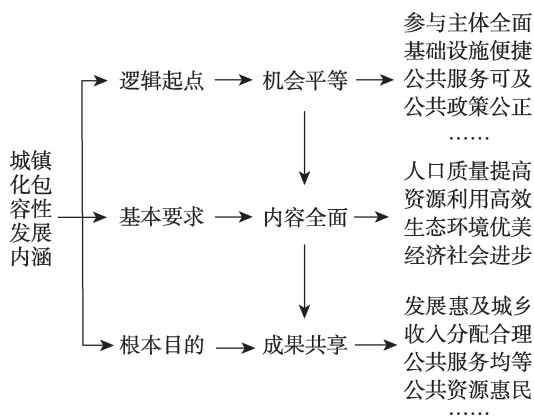 城镇
化包
容性
发展
内涵
逻辑起点
机会平等
参与主体全面
基础设施便捷
公共服务可及
公共政策公正
……
基本要求
内容全面
人口质量提高
资源利用高效
生态环境优美
经济社会进步
根本目的
成果共享
发展惠及城乡
收入分配合理
公共服务均等
公共资源惠民
……